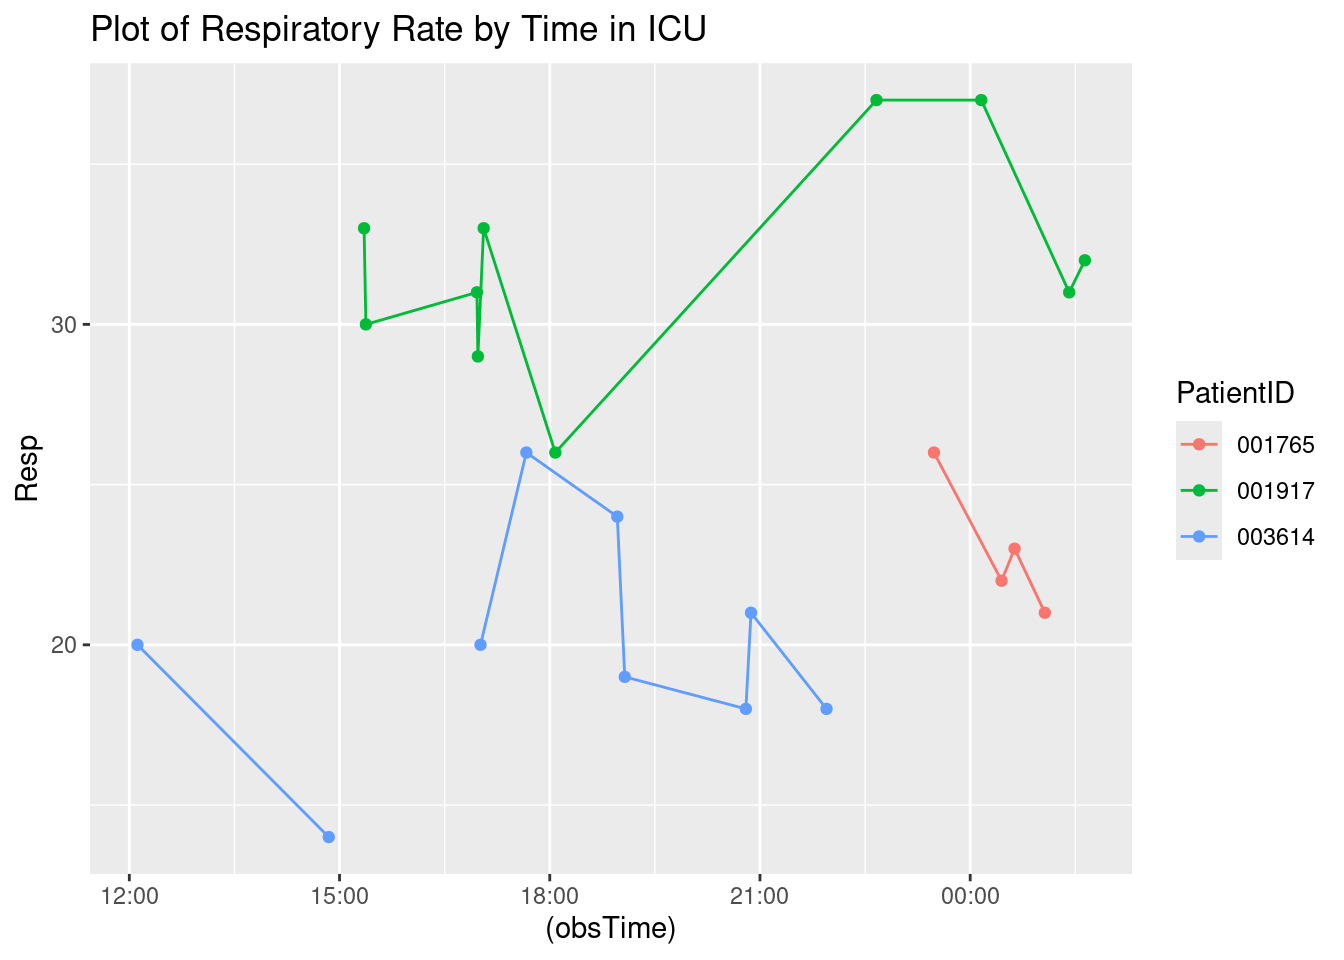 Plot of Respiratory Rate by Time in ICU
Resp
30
20
12:00 15:00 18:00 21:00 00:00
(obsTime)
PatientID
001765
001917
003614